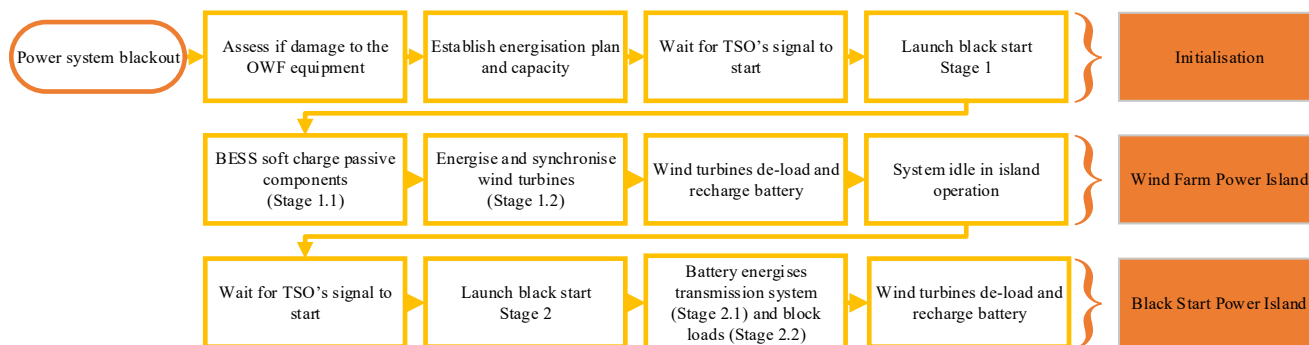 Power system blackout
Assess if damage to the
OWF equipment
Establish energisation plan
and capacity
Wait for TSO's signal to
start
Launch black start
Stage 1
Initialisation
BESS soft charge passive
components
(Stage 1.1)
Energise and synchronise
wind turbines
(Stage 1.2)
Wind turbines de-load and
recharge battery
System idle in island
operation
Wind Farm Power Island
Wait for TSO's signal to
start
Launch black start
Stage 2
Battery energises
transmission system
(Stage 2.1) and block
loads (Stage 2.2)
Wind turbines de-load and
recharge battery
Black Start Power Island